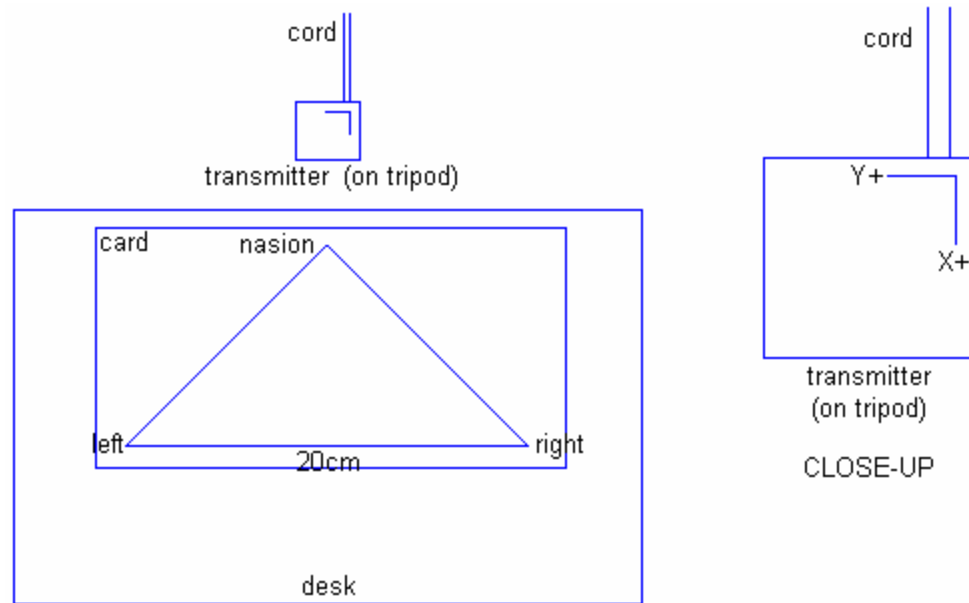 cord
transmitter (on tripod)
card
nasion
left
right
20cm
desk
cord
Y+
X+
transmitter
(on tripod)
CLOSE-UP